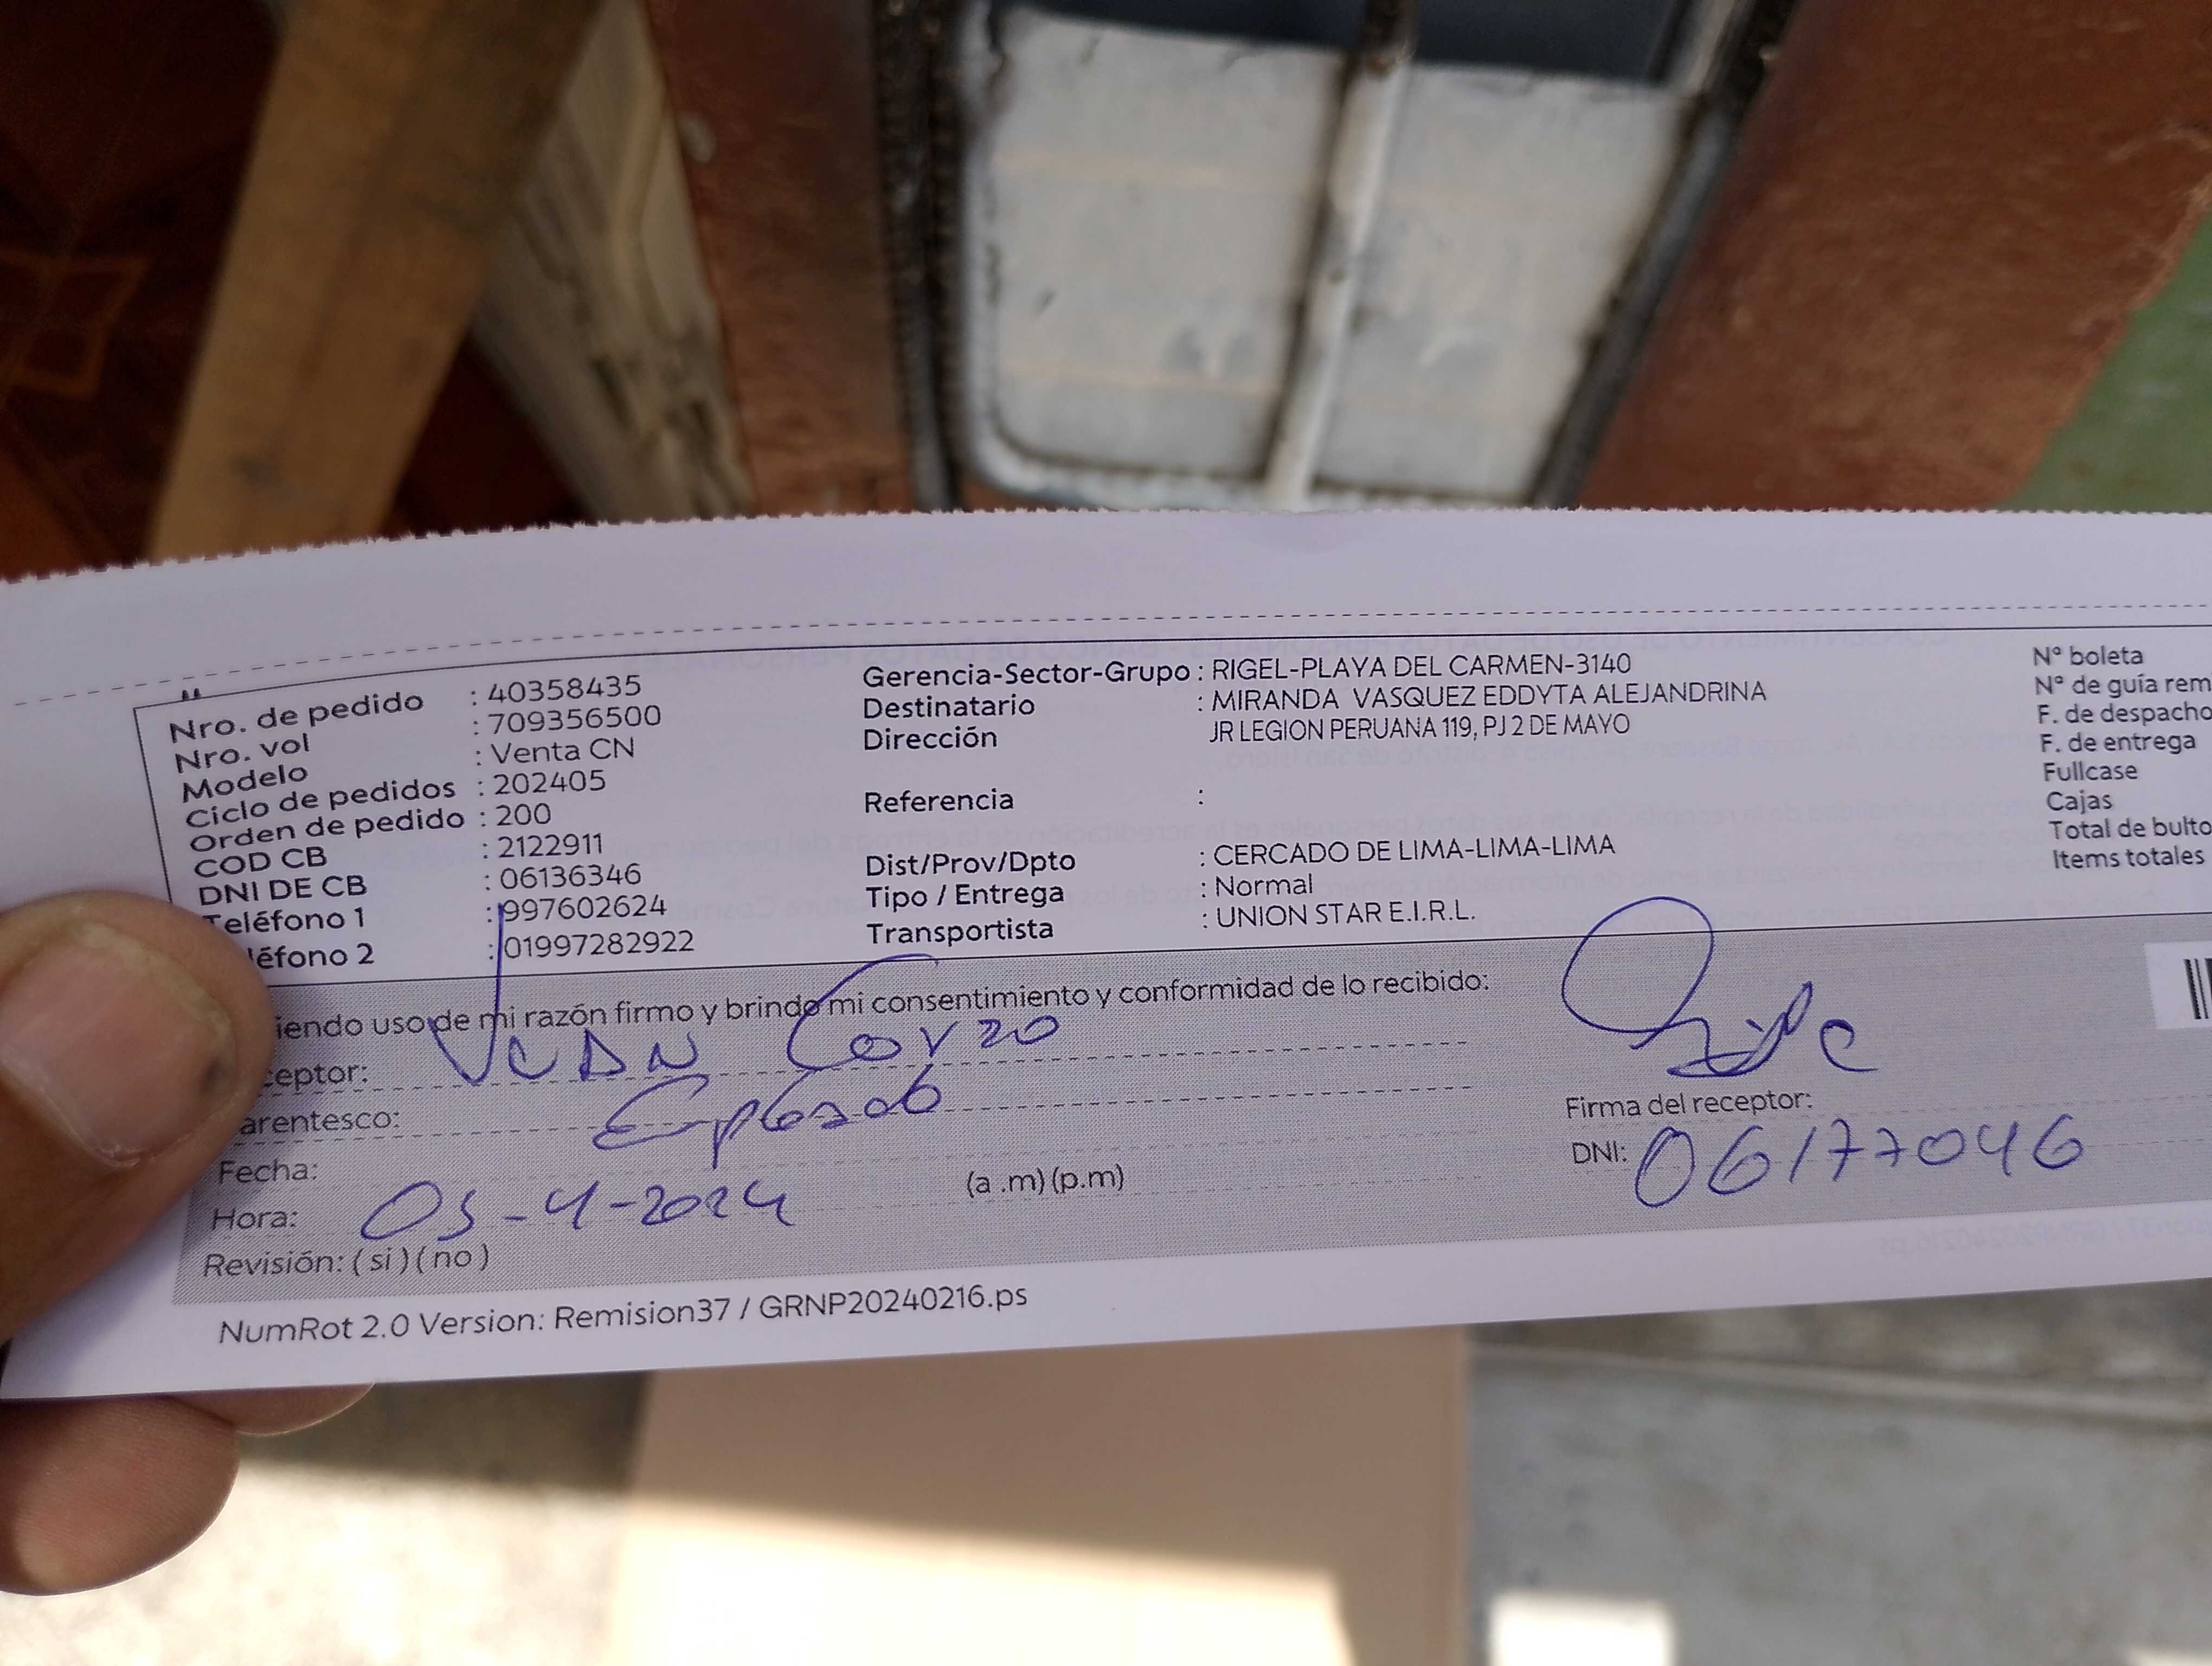 Nro. de pedido : 40358435
Nro. vol : 709356500
Modelo : Venta CN
Ciclo de pedidos : 202405
Orden de pedido : 200
COD CB : 2122911
DNI DE CB : 06136346
Teléfono 1 : 997602624
léfono 2 : 01997282922
Gerencia-Sector-Grupo : RIGEL-PLAYA DEL CARMEN-3140
Destinatario : MIRANDA VASQUEZ EDDYTA ALEJANDRINA
Dirección JR LEGION PERUANA 119, PJ 2 DE MAYO
Referencia :
Dist/Prov/Dpto : CERCADO DE LIMA-LIMA-LIMA
Tipo / Entrega : Normal
Transportista : UNION STAR E.I.R.L.
Nº boleta
Nº de guía rem
F. de despacho
F. de entrega
Fullcase
Cajas
Total de bulto
Items totales
iendo uso de mi razón firmo y brindo mi consentimiento y conformidad de lo recibido:
ceptor: Juan Corzo
arentesco: Empleado
Fecha:
Hora: 05-4-2024 (a .m) (p.m)
Revisión: ( si ) ( no )
Firma del receptor:
DNI: 06177046
NumRot 2.0 Version: Remision37 / GRNP20240216.ps